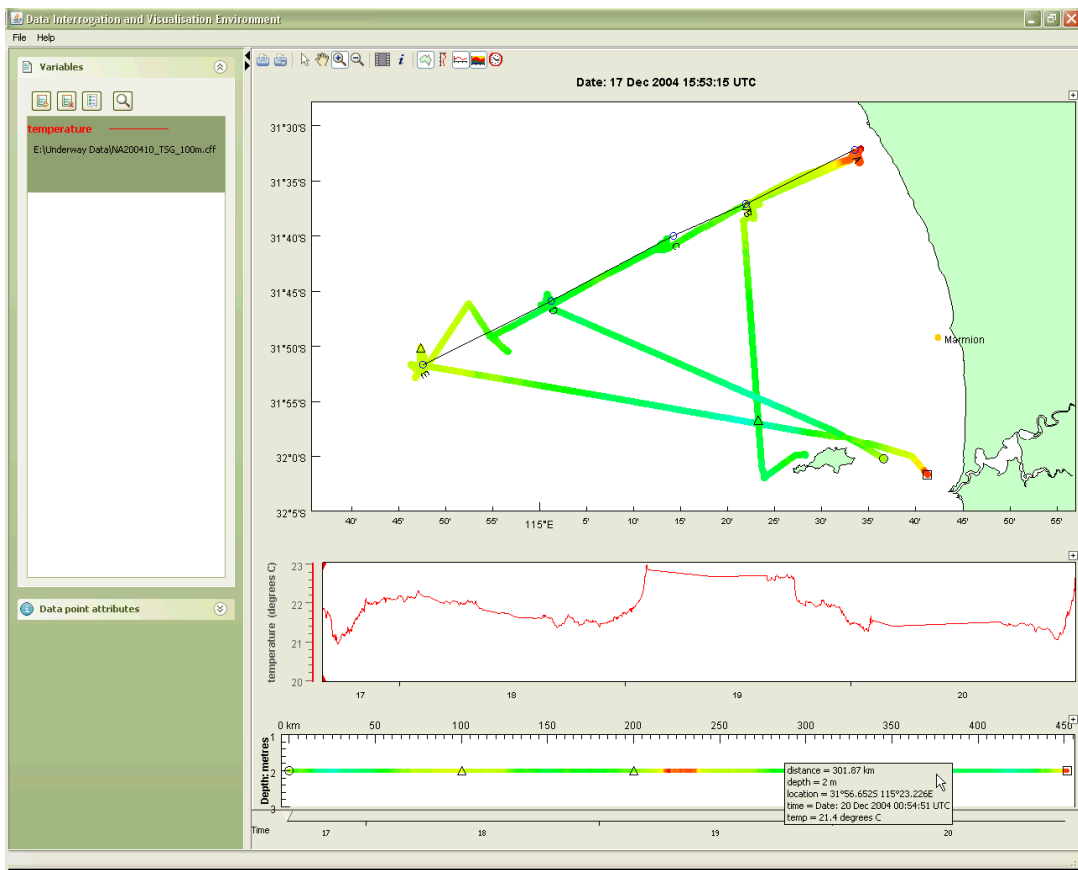 Data Interrogation and Visualisation Environment
File Help
Variables
temperature
E:\Underway Data\NA200410_TSG_100m.cff
Data point attributes
Date: 17 Dec 2004 15:53:15 UTC
31°30'S
31°35'S
31°40'S
31°45'S
31°50'S
31°55'S
32°0'S
32°5'S
A
B
C
D
E
Marmion
40' 45' 50' 55' 115°E 5' 10' 15' 20' 25' 30' 35' 40' 45' 50' 55'
temperature (degrees C)
23
22
21
20
17 18 19 20
0 km 50 100 150 200 250 300 350 400 450
Depth: metres
1
2
3
distance = 301.87 km
depth = 2 m
location = 31°56.652S 115°23.226E
time = Date: 20 Dec 2004 00:54:51 UTC
temp = 21.4 degrees C
Time
17 18 19 20